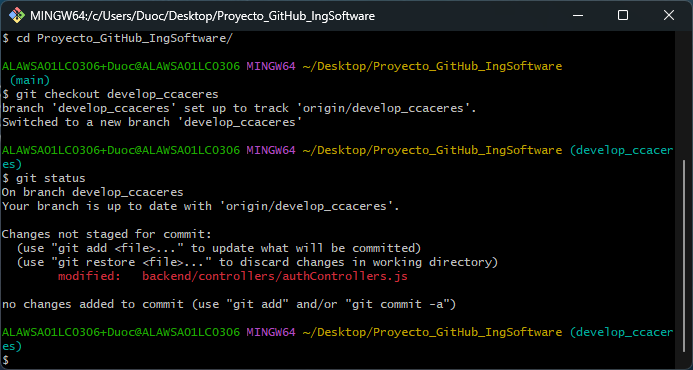 MINGW64:/c/Users/Duoc/Desktop/Proyecto_GitHub_IngSoftware
$ cd Proyecto_GitHub_IngSoftware/
ALAWSA01LC0306+Duoc@ALAWSA01LC0306 MINGW64 ~/Desktop/Proyecto_GitHub_IngSoftware
(main)
$ git checkout develop_ccaceres
branch 'develop_ccaceres' set up to track 'origin/develop_ccaceres'.
Switched to a new branch 'develop_ccaceres'
ALAWSA01LC0306+Duoc@ALAWSA01LC0306 MINGW64 ~/Desktop/Proyecto_GitHub_IngSoftware (develop_ccacer
es)
$ git status
On branch develop_ccaceres
Your branch is up to date with 'origin/develop_ccaceres'.
Changes not staged for commit:
  (use "git add <file>..." to update what will be committed)
  (use "git restore <file>..." to discard changes in working directory)
        modified:   backend/controllers/authControllers.js
no changes added to commit (use "git add" and/or "git commit -a")
ALAWSA01LC0306+Duoc@ALAWSA01LC0306 MINGW64 ~/Desktop/Proyecto_GitHub_IngSoftware (develop_ccacer
es)
$